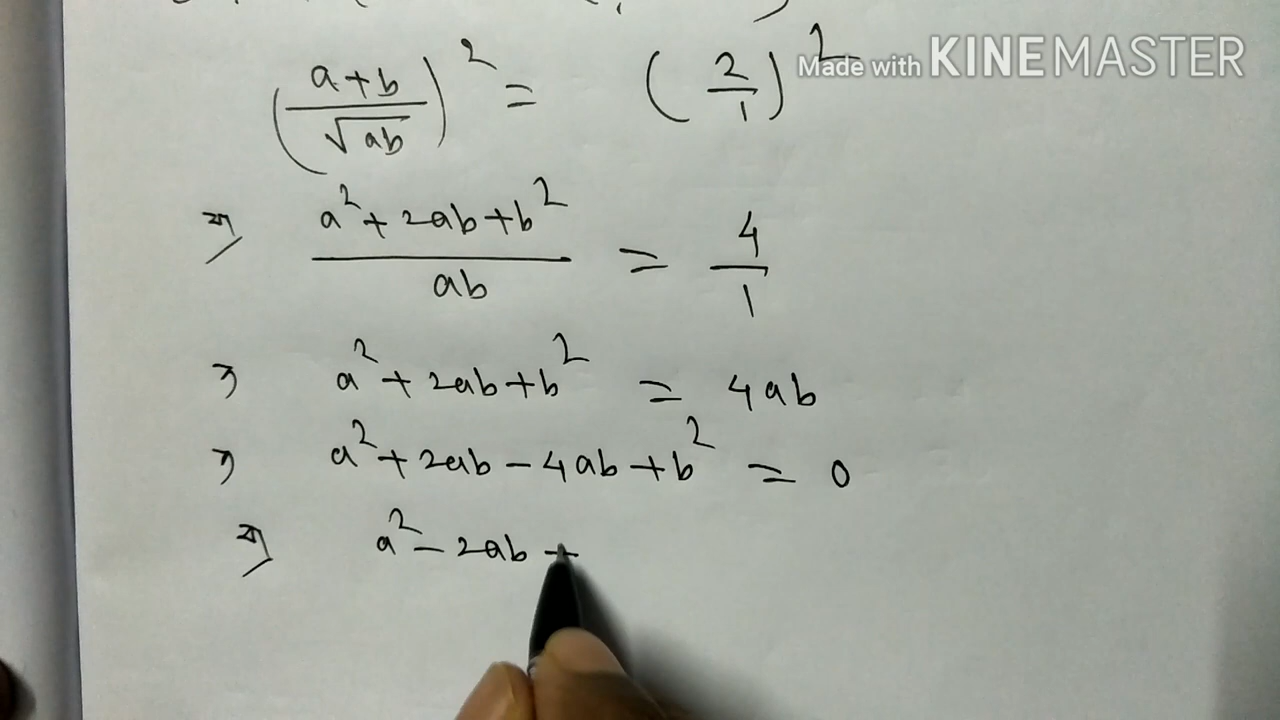 Made with KINEMASTER
(a+b/√ab)² = (2/1)²
⇒ a²+2ab+b²/ab = 4/1
⇒ a²+2ab+b² = 4ab
⇒ a²+2ab-4ab+b² = 0
⇒ a²-2ab+